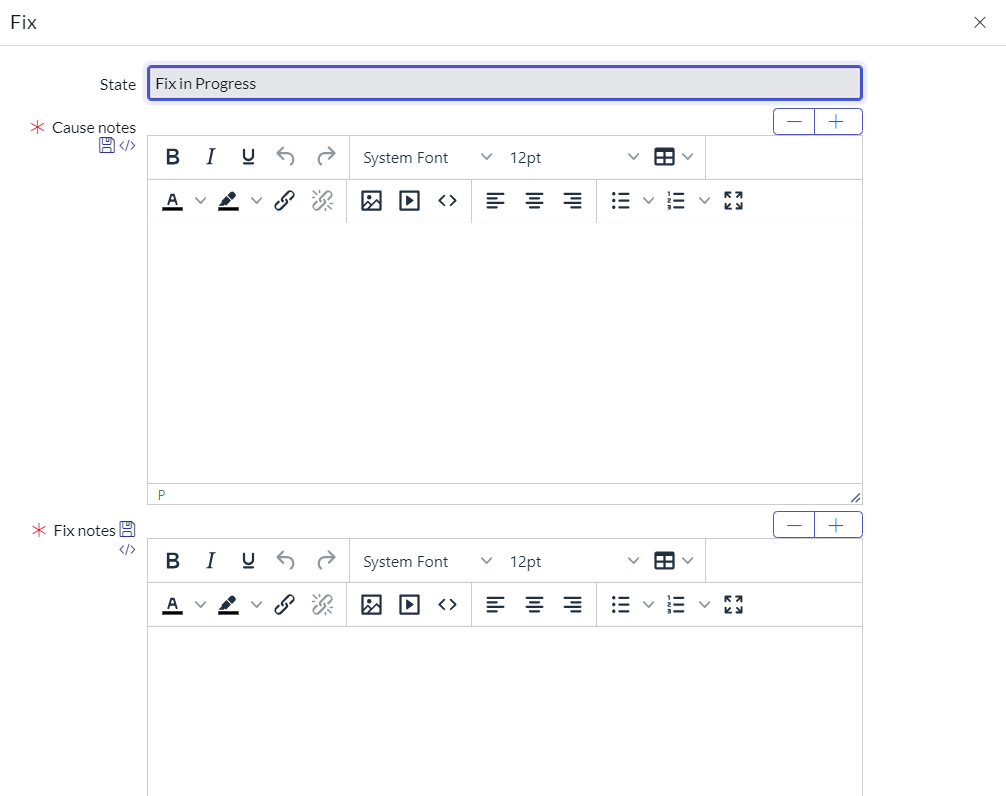 Fix
State
Fix in Progress
Cause notes
B I U System Font 12pt
A
P
Fix notes
B I U System Font 12pt
A